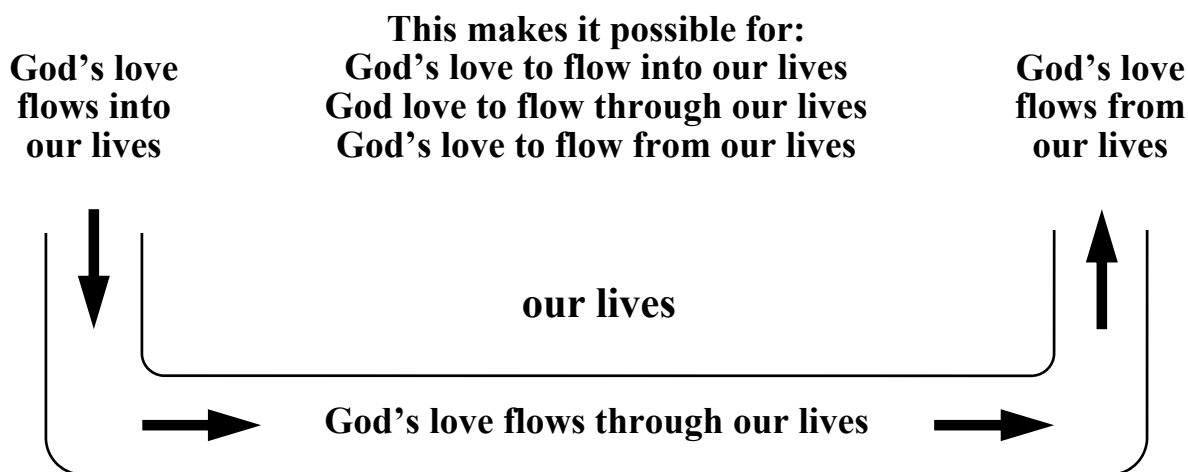 God’s love
flows into
our lives
This makes it possible for:
God’s love to flow into our lives
God love to flow through our lives
God’s love to flow from our lives
God’s love
flows from
our lives
our lives
God’s love flows through our lives